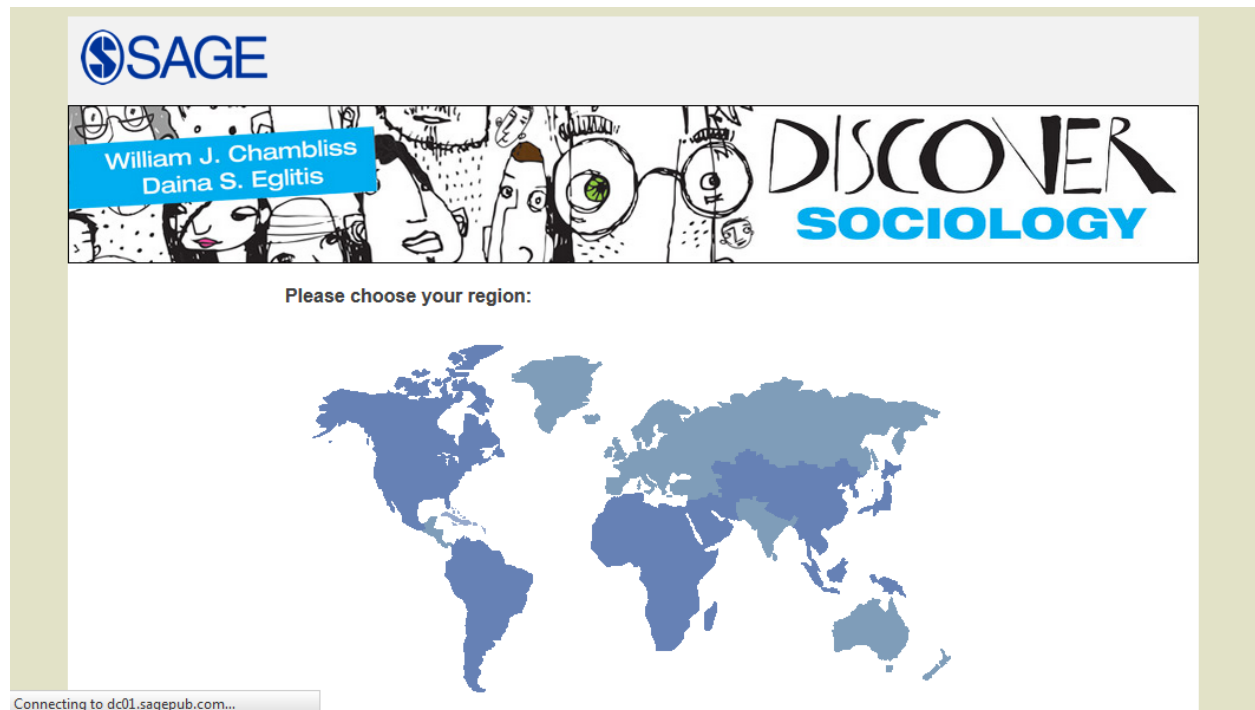 SAGE
William J. Chambliss
Daina S. Eglitis
DISCOVER
SOCIOLOGY
Please choose your region:
Connecting to dc01.sagepub.com...